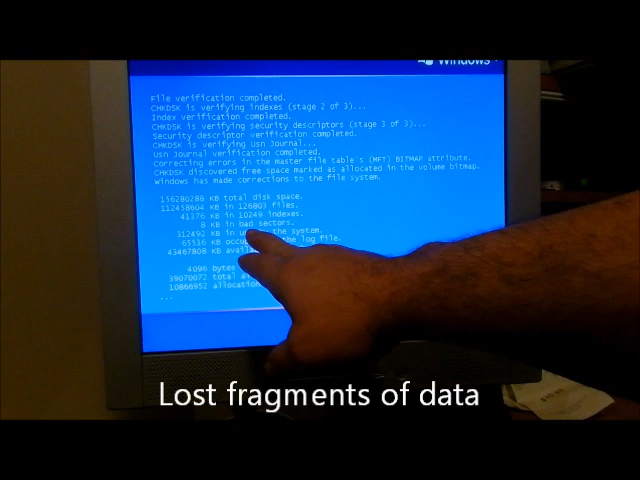 Windows
File verification completed.
CHKDSK is verifying indexes (stage 2 of 3)...
Index verification completed.
CHKDSK is verifying security descriptors (stage 3 of 3)...
Security descriptor verification completed.
CHKDSK is verifying Usn Journal...
Usn Journal verification completed.
Correcting errors in the master file table's (MFT) BITMAP attribute.
CHKDSK discovered free space marked as allocated in the volume bitmap.
Windows has made corrections to the file system.
156280288 KB total disk space.
112458604 KB in 126803 files.
41376 KB in 10249 indexes.
8 KB in bad sectors.
312492 KB in the system.
65536 KB the log file.
43467808 KB
4096 bytes
39070072 total
10866952 allocation
...
Lost fragments of data